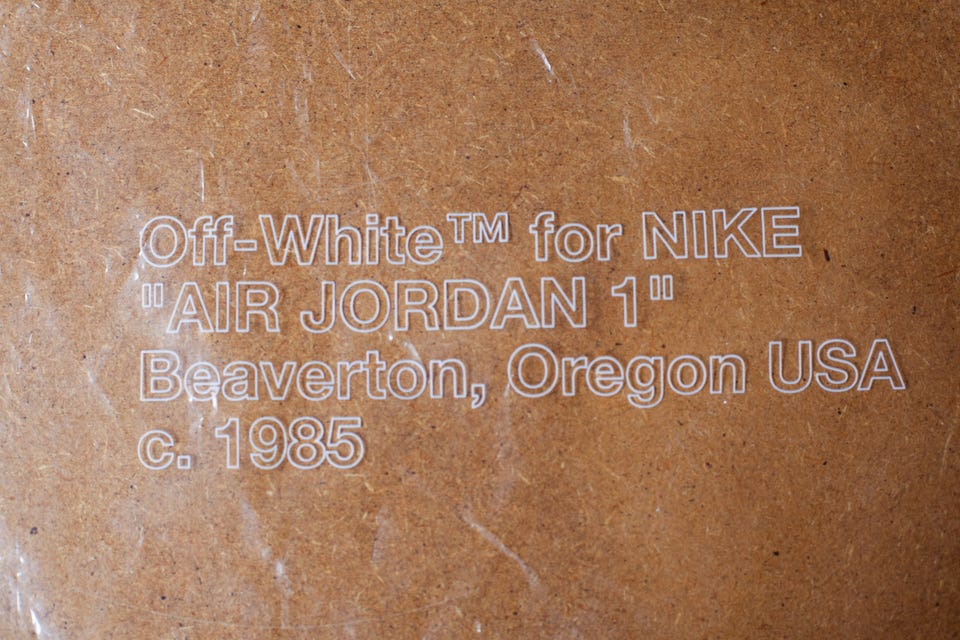 Off-White™ for NIKE
"AIR JORDAN 1"
Beaverton, Oregon USA
c. 1985